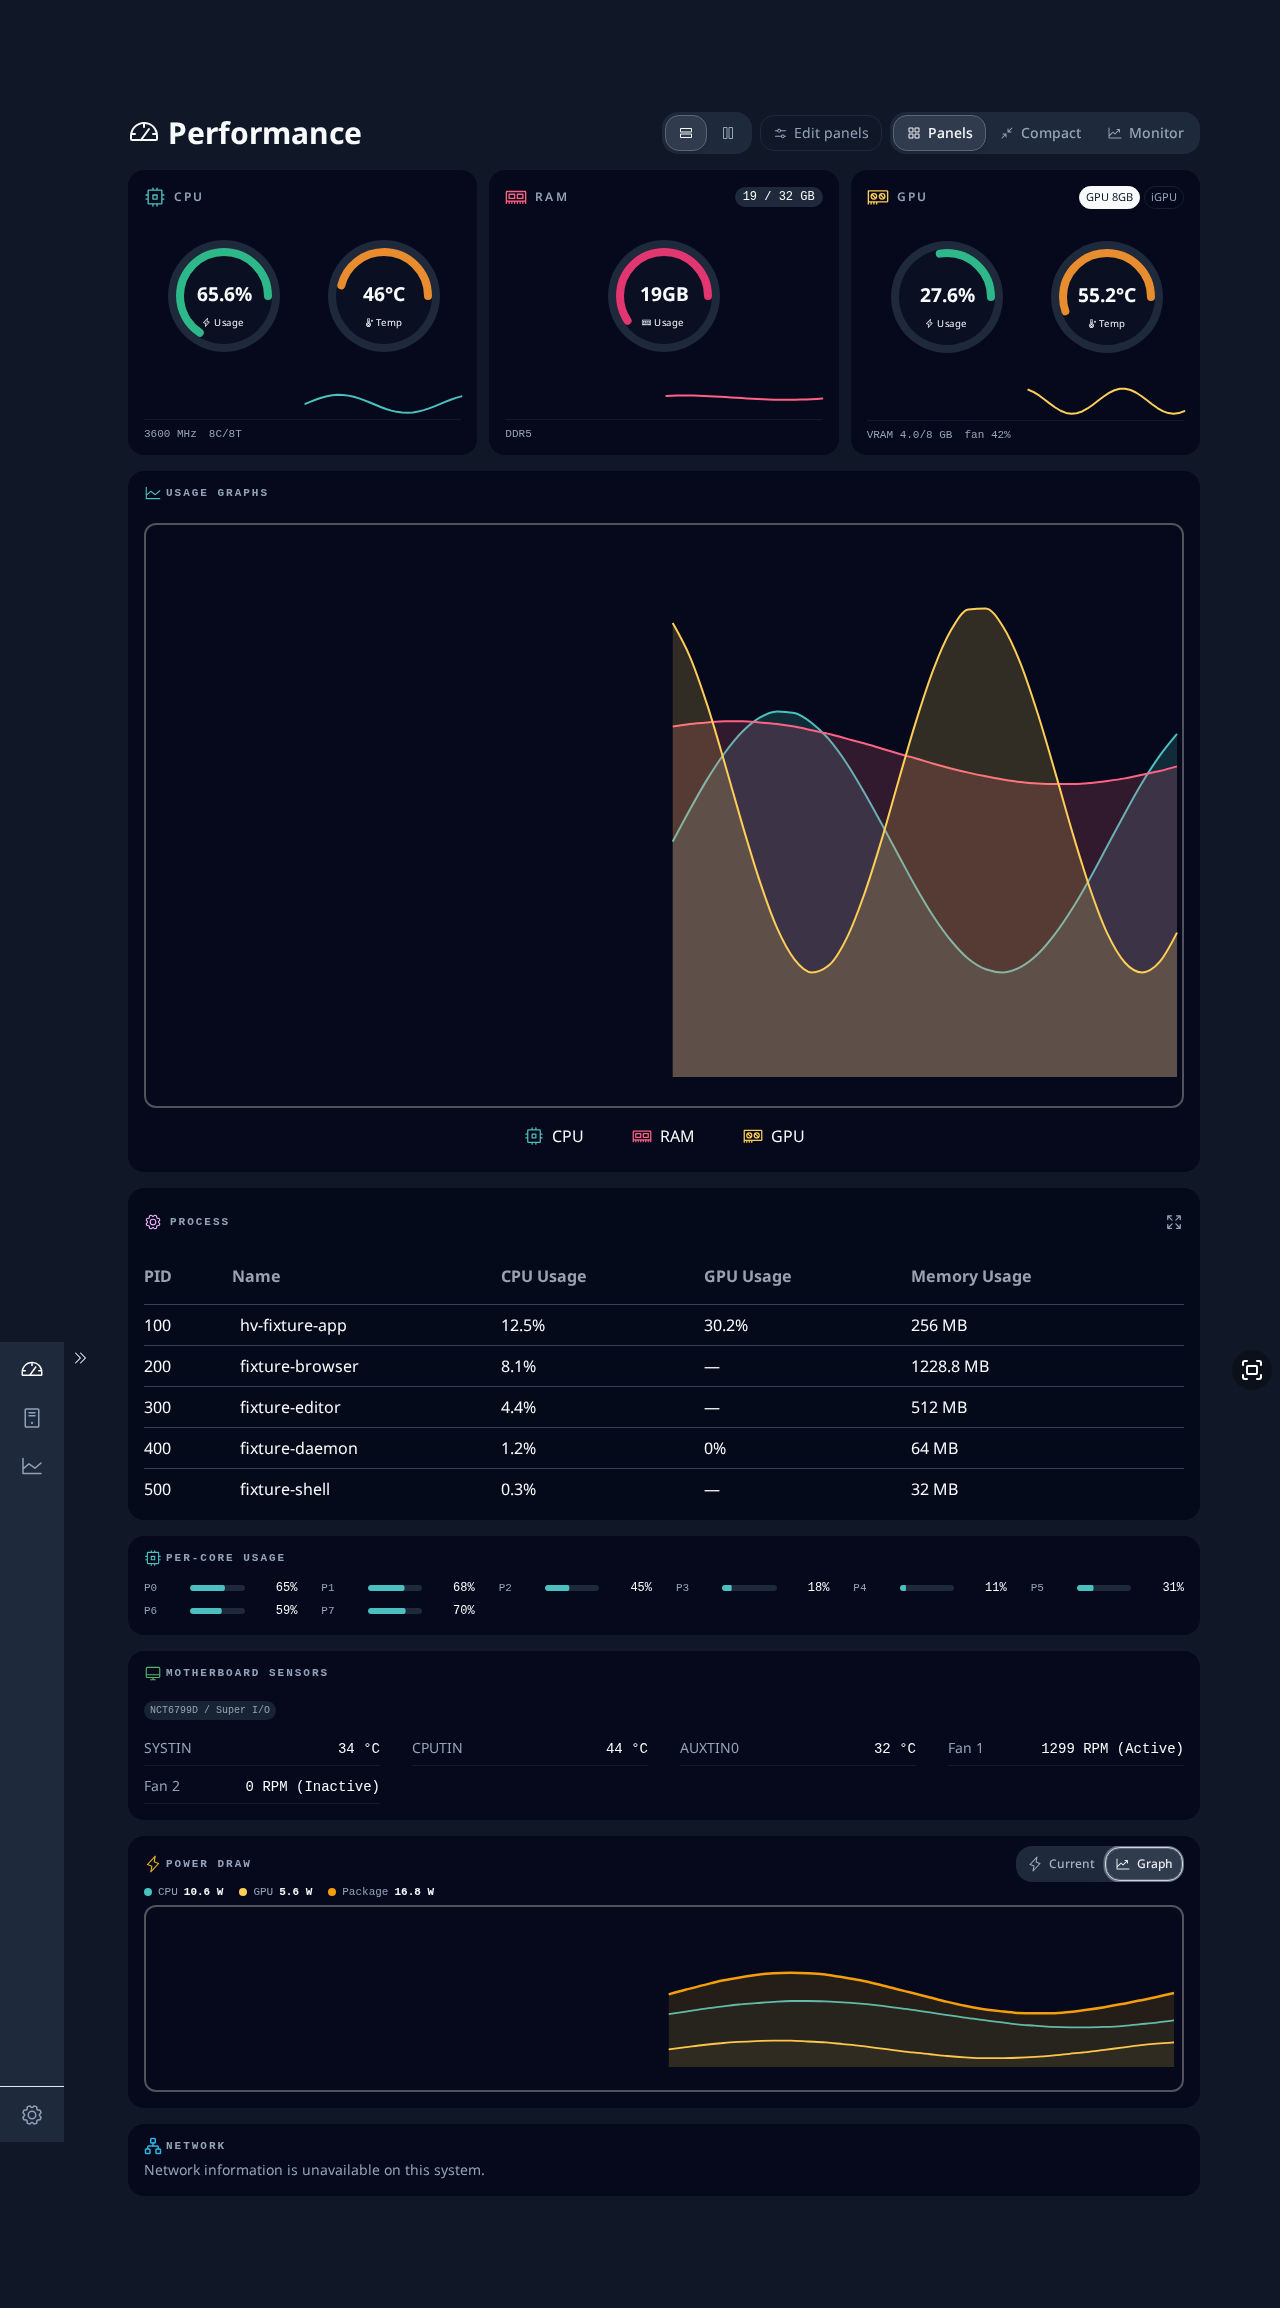 Performance
Edit panels
Panels
Compact
Monitor
CPU
65.6%
Usage
46°C
Temp
3600 MHz 8C/8T
RAM
19 / 32 GB
19GB
Usage
DDR5
GPU
GPU 8GB
iGPU
27.6%
Usage
55.2°C
Temp
VRAM 4.0/8 GB fan 42%
USAGE GRAPHS
CPU
RAM
GPU
PROCESS
PID Name CPU Usage GPU Usage Memory Usage
100 hv-fixture-app 12.5% 30.2% 256 MB
200 fixture-browser 8.1% — 1228.8 MB
300 fixture-editor 4.4% — 512 MB
400 fixture-daemon 1.2% 0% 64 MB
500 fixture-shell 0.3% — 32 MB
PER-CORE USAGE
P0 65% P1 68% P2 45% P3 18% P4 11% P5 31%
P6 59% P7 70%
MOTHERBOARD SENSORS
NCT6799D / Super I/O
SYSTIN 34 °C CPUTIN 44 °C AUXTIN0 32 °C Fan 1 1299 RPM (Active)
Fan 2 0 RPM (Inactive)
POWER DRAW
Current
Graph
CPU 10.6 W GPU 5.6 W Package 16.8 W
NETWORK
Network information is unavailable on this system.